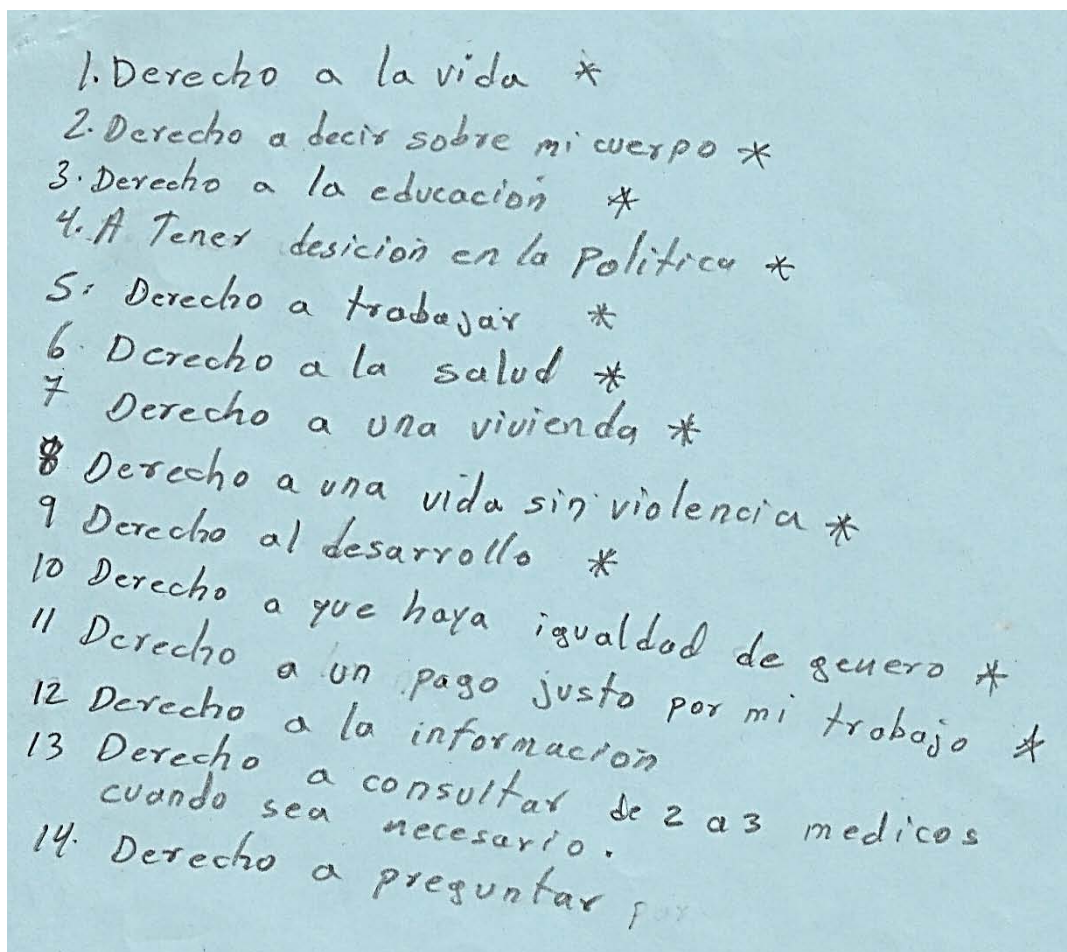 1. Derecho a la vida *
2. Derecho a decir sobre mi cuerpo *
3. Derecho a la educación *
4. A Tener desición en la Politica *
5: Derecho a trabajar *
6. Derecho a la salud *
7 Derecho a una vivienda *
8 Derecho a una vida sin violencia *
9 Derecho al desarrollo *
10 Derecho a que haya igualdad de genero *
11 Derecho a un pago justo por mi trabajo *
12 Derecho a la información
13 Derecho a consultar de 2 a 3 medicos
cuando sea necesario.
14. Derecho a preguntar por